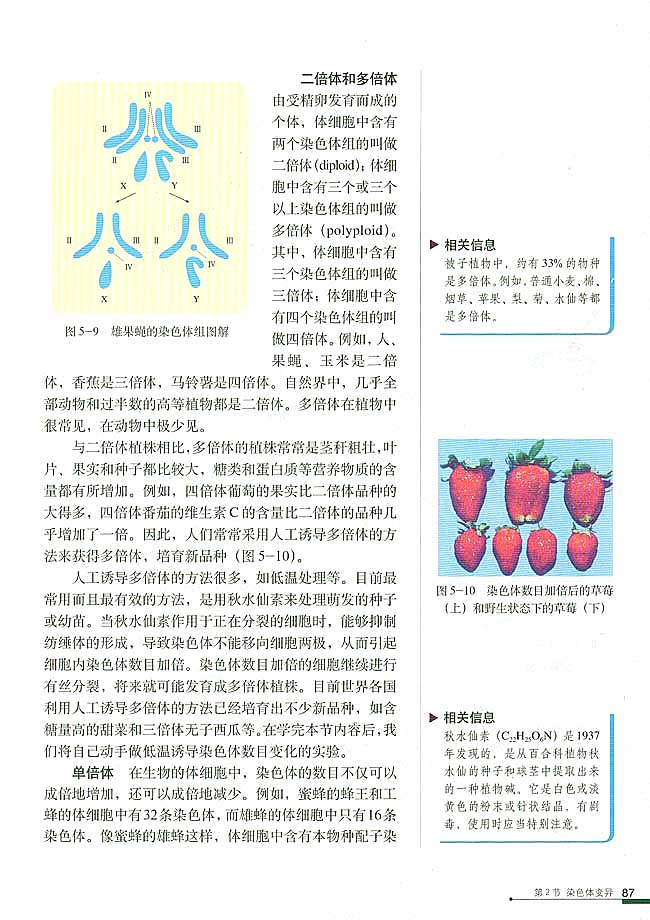 二倍体和多倍体
由受精卵发育而成的
个体，体细胞中含有
两个染色体组的叫做
二倍体(diploid)；体细
胞中含有三个或三个
以上染色体组的叫做
多倍体（polyploid）。
其中，体细胞中含有
三个染色体组的叫做
三倍体；体细胞中含
有四个染色体组的叫
做四倍体。例如，人、
果蝇、玉米是二倍
体，香蕉是三倍体，马铃薯是四倍体。自然界中，几乎全
部动物和过半数的高等植物都是二倍体。多倍体在植物中
很常见，在动物中极少见。
IV
II
III
II
III
X
Y
II
III
II
III
IV
IV
X
Y
图5-9 雄果蝇的染色体组图解
与二倍体植株相比，多倍体的植株常常是茎秆粗壮，叶
片、果实和种子都比较大，糖类和蛋白质等营养物质的含
量都有所增加。例如，四倍体葡萄的果实比二倍体品种的
大得多，四倍体番茄的维生素C的含量比二倍体的品种几
乎增加了一倍。因此，人们常常采用人工诱导多倍体的方
法来获得多倍体，培育新品种（图5-10）。
人工诱导多倍体的方法很多，如低温处理等。目前最
常用而且最有效的方法，是用秋水仙素来处理萌发的种子
或幼苗。当秋水仙素作用于正在分裂的细胞时，能够抑制
纺锤体的形成，导致染色体不能移向细胞两极，从而引起
细胞内染色体数目加倍。染色体数目加倍的细胞继续进行
有丝分裂，将来就可能发育成多倍体植株。目前世界各国
利用人工诱导多倍体的方法已经培育出不少新品种，如含
糖量高的甜菜和三倍体无子西瓜等。在学完本节内容后，我
们将自己动手做低温诱导染色体数目变化的实验。
单倍体 在生物的体细胞中，染色体的数目不仅可以
成倍地增加，还可以成倍地减少。例如，蜜蜂的蜂王和工
蜂的体细胞中有32条染色体，而雄蜂的体细胞中只有16条
染色体。像蜜蜂的雄蜂这样，体细胞中含有本物种配子染
相关信息
被子植物中，约有33%的物种
是多倍体。例如，普通小麦、棉、
烟草、苹果、梨、菊、水仙等都
是多倍体。
图5-10 染色体数目加倍后的草莓
（上）和野生状态下的草莓（下）
相关信息
秋水仙素（C₂₂H₂₅O₆N）是1937
年发现的，是从百合科植物秋
水仙的种子和球茎中提取出来
的一种植物碱。它是白色或淡
黄色的粉末或针状结晶，有剧
毒，使用时应当特别注意。
第2节 染色体变异 87